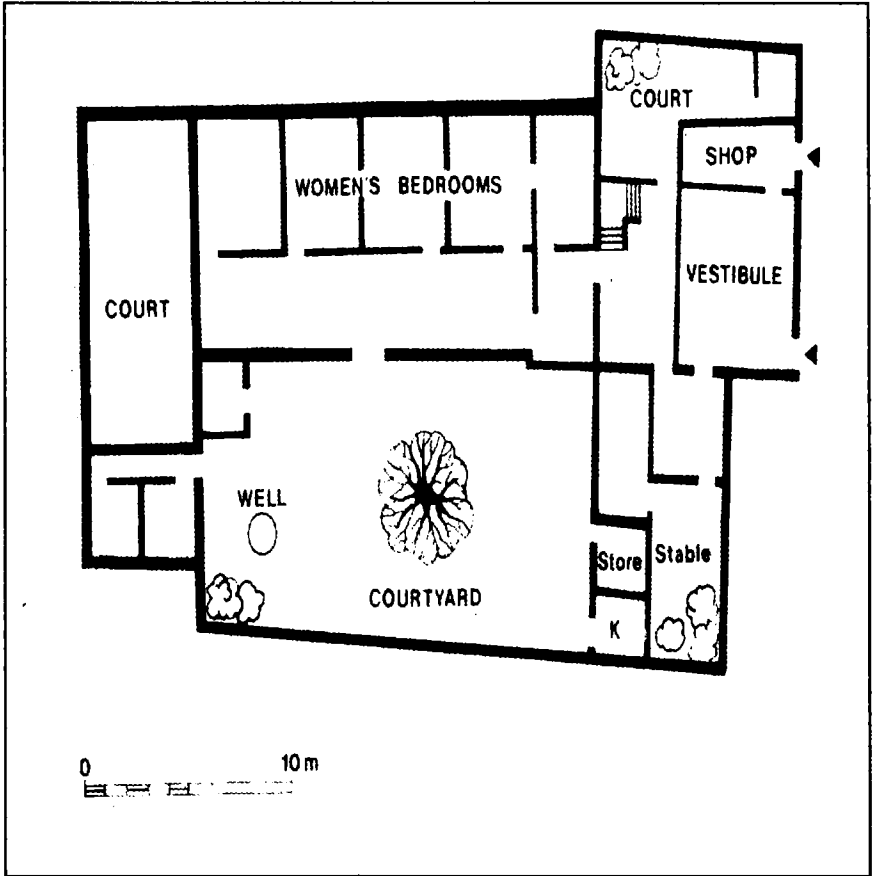 COURT
SHOP
WOMEN'S BEDROOMS
VESTIBULE
COURT
WELL
Store
Stable
COURTYARD
K
0 10 m